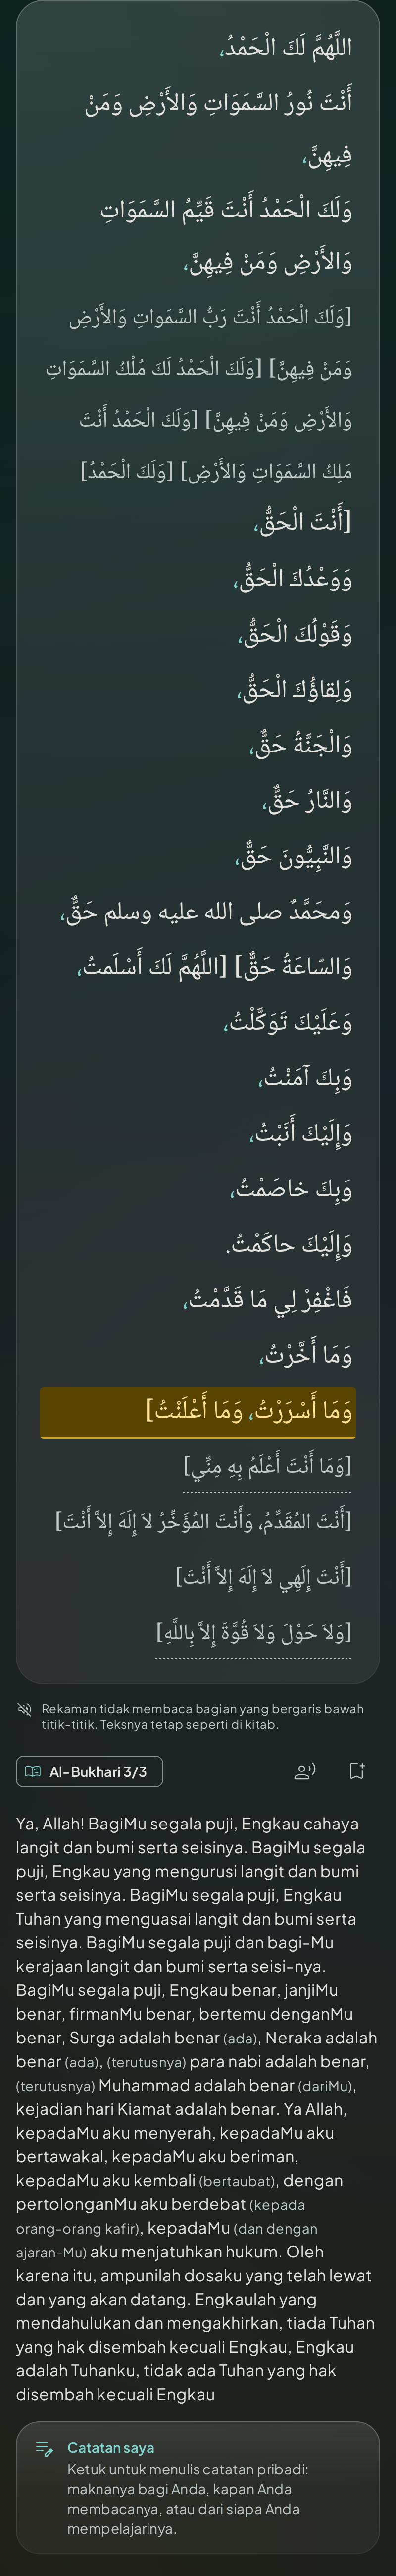 اللَّهُمَّ لَكَ الْحَمْدُ،
أَنْتَ نُورُ السَّمَوَاتِ وَالأَرْضِ وَمَنْ
فِيهِنَّ،
وَلَكَ الْحَمْدُ أَنْتَ قَيِّمُ السَّمَوَاتِ
وَالأَرْضِ وَمَنْ فِيهِنَّ،
[وَلَكَ الْحَمْدُ أَنْتَ رَبُّ السَّمَواتِ وَالأَرْضِ
وَمَنْ فِيهِنَّ] [وَلَكَ الْحَمْدُ لَكَ مُلْكُ السَّمَوَاتِ
وَالأَرْضِ وَمَنْ فِيهِنَّ] [وَلَكَ الْحَمْدُ أَنْتَ
مَلِكُ السَّمَوَاتِ وَالأَرْضِ] [وَلَكَ الْحَمْدُ]
[أَنْتَ الْحَقُّ،
وَوَعْدُكَ الْحَقُّ،
وَقَوْلُكَ الْحَقُّ،
وَلِقاؤُكَ الْحَقُّ،
وَالْجَنَّةُ حَقٌّ،
وَالنَّارُ حَقٌّ،
وَالنَّبِيُّونَ حَقٌّ،
وَمحَمَّدٌ صلى الله عليه وسلم حَقٌّ،
وَالسّاعَةُ حَقٌّ] [اللَّهُمَّ لَكَ أَسْلَمتُ،
وَعَلَيْكَ تَوَكَّلْتُ،
وَبِكَ آمَنْتُ،
وَإِلَيْكَ أَنَبْتُ،
وَبِكَ خاصَمْتُ،
وَإِلَيْكَ حاكَمْتُ.
فَاغْفِرْ لِي مَا قَدَّمْتُ،
وَمَا أَخَّرْتُ،
وَمَا أَسْرَرْتُ، وَمَا أَعْلَنْتُ]
[وَمَا أَنْتَ أَعْلَمُ بِهِ مِنِّي]
[أَنْتَ المُقَدِّمُ، وَأَنْتَ المُؤَخِّرُ لاَ إِلَهَ إِلاَّ أَنْتَ]
[أَنْتَ إِلَهِي لاَ إِلَهَ إِلاَّ أَنْتَ]
[وَلاَ حَوْلَ وَلاَ قُوَّةَ إِلاَّ بِاللَّهِ]
Rekaman tidak membaca bagian yang bergaris bawah
titik-titik. Teksnya tetap seperti di kitab.
Al-Bukhari 3/3
Ya, Allah! BagiMu segala puji, Engkau cahaya
langit dan bumi serta seisinya. BagiMu segala
puji, Engkau yang mengurusi langit dan bumi
serta seisinya. BagiMu segala puji, Engkau
Tuhan yang menguasai langit dan bumi serta
seisinya. BagiMu segala puji dan bagi-Mu
kerajaan langit dan bumi serta seisi-nya.
BagiMu segala puji, Engkau benar, janjiMu
benar, firmanMu benar, bertemu denganMu
benar, Surga adalah benar (ada), Neraka adalah
benar (ada), (terutusnya) para nabi adalah benar,
(terutusnya) Muhammad adalah benar (dariMu),
kejadian hari Kiamat adalah benar. Ya Allah,
kepadaMu aku menyerah, kepadaMu aku
bertawakal, kepadaMu aku beriman,
kepadaMu aku kembali (bertaubat), dengan
pertolonganMu aku berdebat (kepada
orang-orang kafir), kepadaMu (dan dengan
ajaran-Mu) aku menjatuhkan hukum. Oleh
karena itu, ampunilah dosaku yang telah lewat
dan yang akan datang. Engkaulah yang
mendahulukan dan mengakhirkan, tiada Tuhan
yang hak disembah kecuali Engkau, Engkau
adalah Tuhanku, tidak ada Tuhan yang hak
disembah kecuali Engkau
Catatan saya
Ketuk untuk menulis catatan pribadi:
maknanya bagi Anda, kapan Anda
membacanya, atau dari siapa Anda
mempelajarinya.